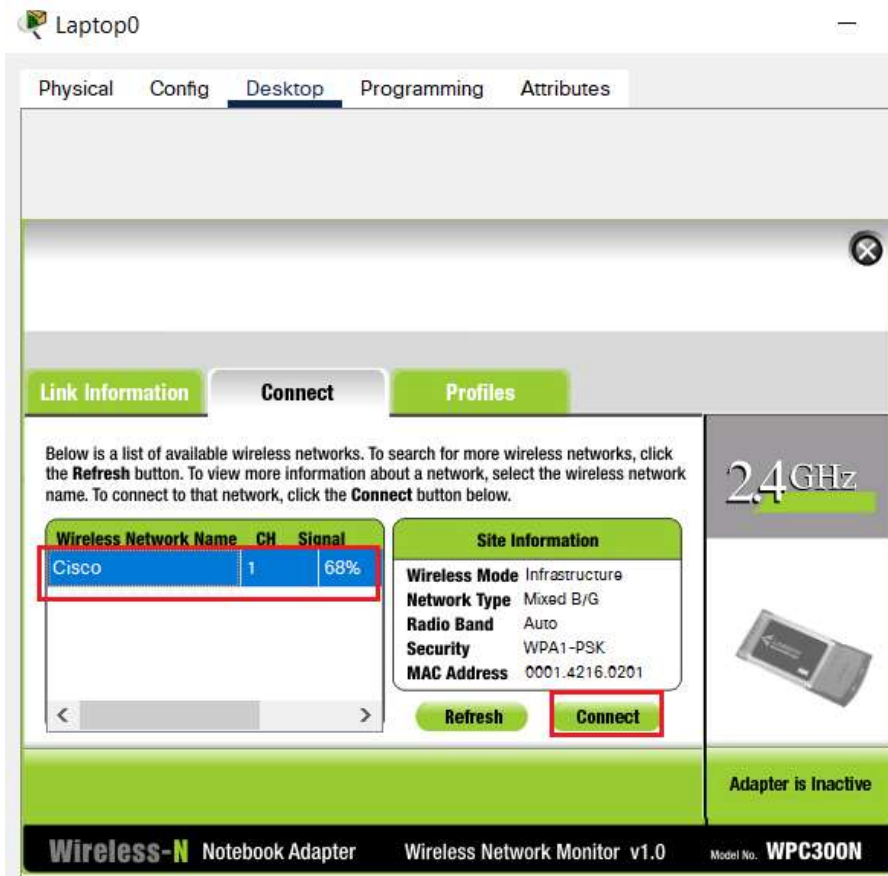 Laptop0
Physical Config Desktop Programming Attributes
Link Information Connect Profiles
Below is a list of available wireless networks. To search for more wireless networks, click
the Refresh button. To view more information about a network, select the wireless network
name. To connect to that network, click the Connect button below.
2.4GHz
Wireless Network Name CH Signal
Cisco 1 68%
Site Information
Wireless Mode Infrastructure
Network Type Mixed B/G
Radio Band Auto
Security WPA1-PSK
MAC Address 0001.4216.0201
Refresh Connect
Adapter is Inactive
Wireless-N Notebook Adapter Wireless Network Monitor v1.0 Model No. WPC300N